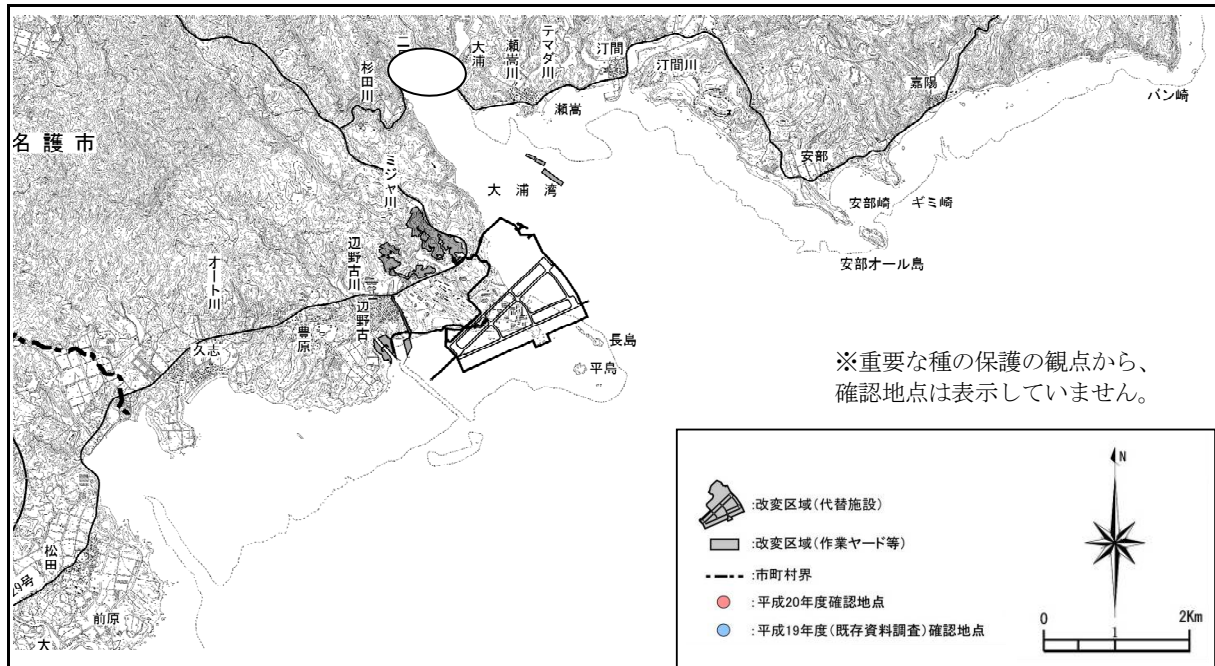 二
大浦
瀬嵩川
テマダ川
汀間
汀間川
嘉陽
バン崎
杉田川
瀬嵩
名護市
安部
ミジャ川
大浦湾
安部崎
ギミ崎
安部オール島
辺野古川
オート川
辺野古
豊原
久志
長島
平島
※重要な種の保護の観点から、
確認地点は表示していません。
松田
29号
前原
大
:改変区域(代替施設)
:改変区域(作業ヤード等)
:市町村界
:平成20年度確認地点
:平成19年度(既存資料調査)確認地点
N
0 1 2Km